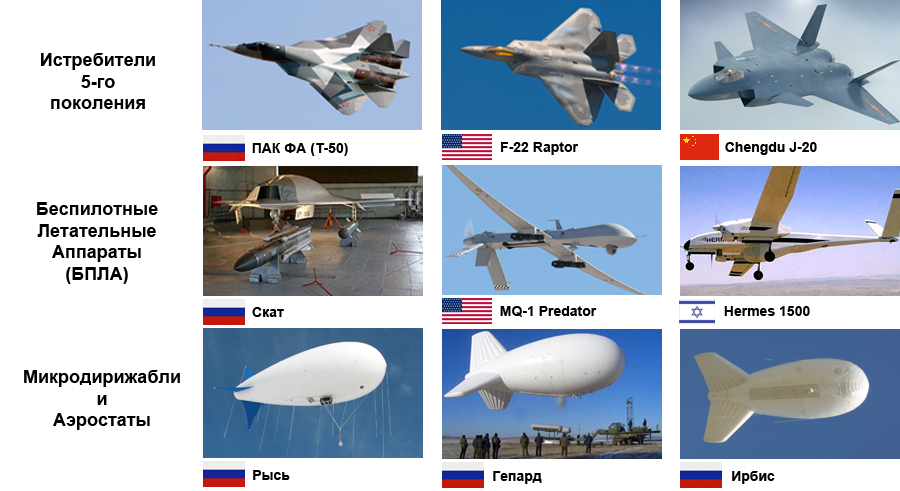 Истребители
5-го
поколения
ПАК ФА (Т-50)
F-22 Raptor
Chengdu J-20
Беспилотные
Летательные
Аппараты
(БПЛА)
Скат
MQ-1 Predator
Hermes 1500
Микродирижабли
и
Аэростаты
Рысь
Гепард
Ирбис